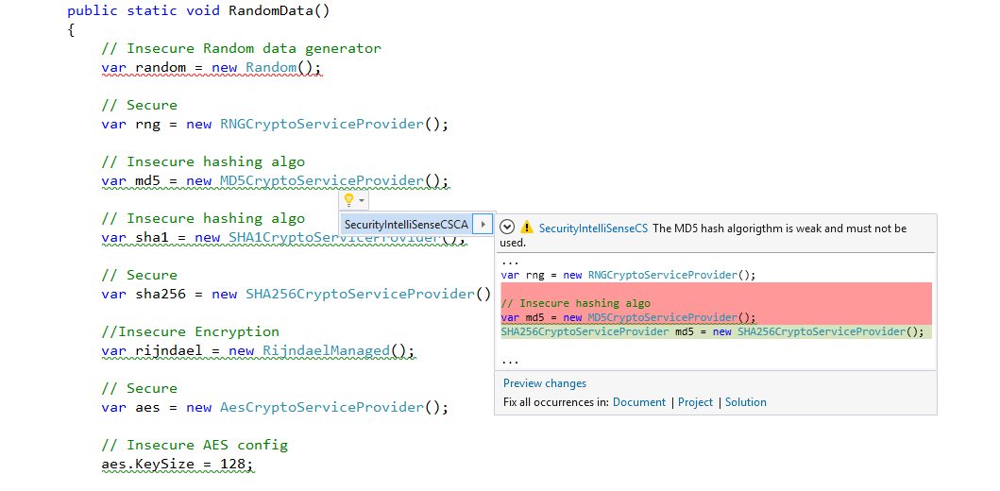 public static void RandomData()
{
// Insecure Random data generator
var random = new Random();
// Secure
var rng = new RNGCryptoServiceProvider();
// Insecure hashing algo
var md5 = new MD5CryptoServiceProvider();
// Insecure hashing algo
var sha1 = new SHA1CryptoServiceProvider();
// Secure
var sha256 = new SHA256CryptoServiceProvider()
//Insecure Encryption
var rijndael = new RijndaelManaged();
// Secure
var aes = new AesCryptoServiceProvider();
// Insecure AES config
aes.KeySize = 128;
SecurityIntelliSenseCSCA
SecurityIntelliSenseCS The MD5 hash algorigthm is weak and must not be
used.
...
var rng = new RNGCryptoServiceProvider();
// Insecure hashing algo
var md5 = new MD5CryptoServiceProvider();
SHA256CryptoServiceProvider md5 = new SHA256CryptoServiceProvider();
...
Preview changes
Fix all occurrences in: Document | Project | Solution